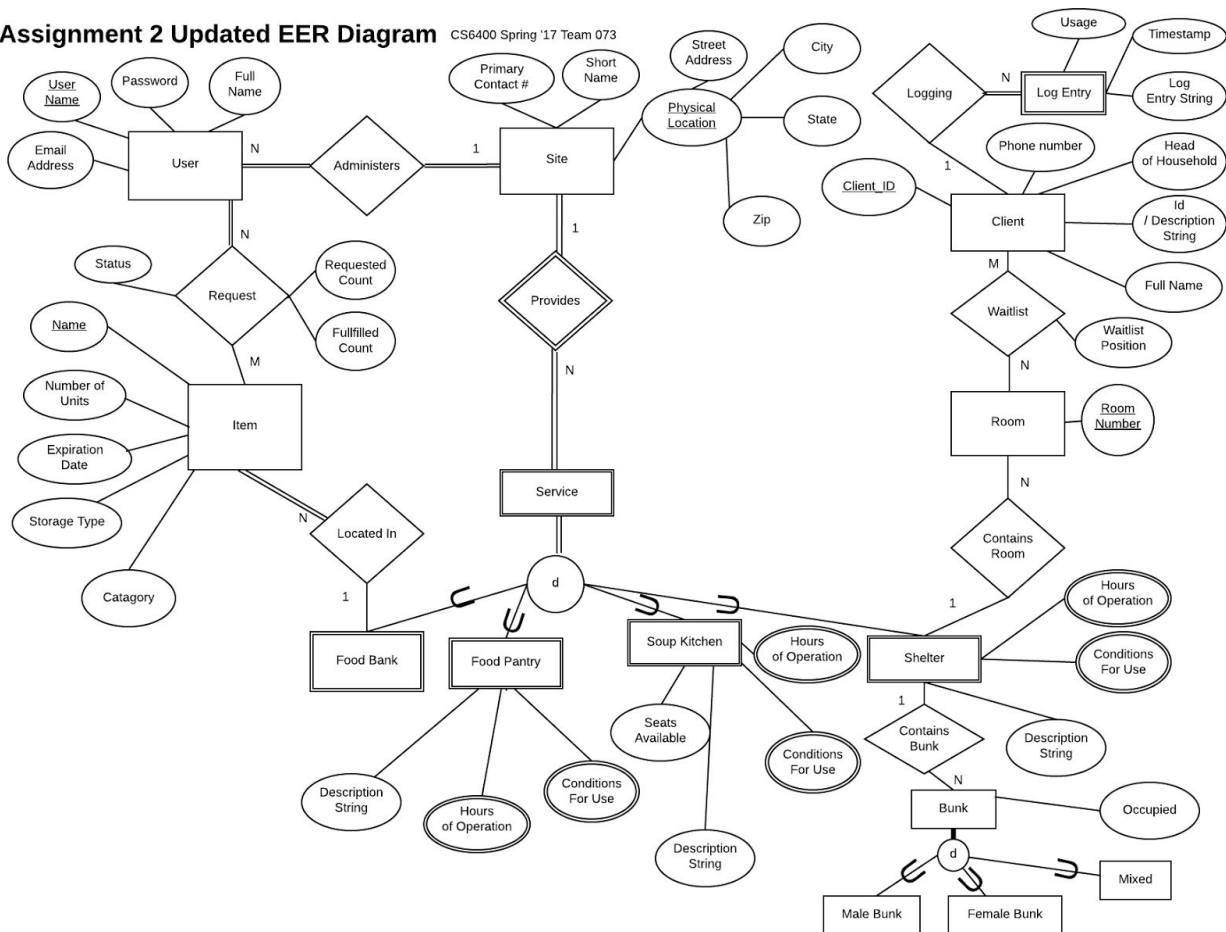 Assignment 2 Updated EER Diagram CS6400 Spring '17 Team 073
User
Name
Password
Full
Name
Email
Address
User
N
Administers
1
Primary
Contact #
Short
Name
Site
Street
Address
City
Physical
Location
State
Zip
Logging
N
Usage
Timestamp
Log Entry
Log
Entry String
1
Phone number
Head
of Household
Client_ID
Client
Id
/ Description
String
Full Name
M
Waitlist
Waitlist
Position
N
Room
Room
Number
N
Contains
Room
1
N
Status
Request
Requested
Count
Fullfilled
Count
M
Name
Number of
Units
Item
Expiration
Date
Storage Type
Catagory
N
Located In
1
1
Provides
N
Service
d
Food Bank
Food Pantry
Soup Kitchen
Shelter
Description
String
Hours
of Operation
Conditions
For Use
Seats
Available
Description
String
Hours
of Operation
Conditions
For Use
Hours
of Operation
Conditions
For Use
Description
String
1
Contains
Bunk
N
Bunk
Occupied
d
Male Bunk
Female Bunk
Mixed